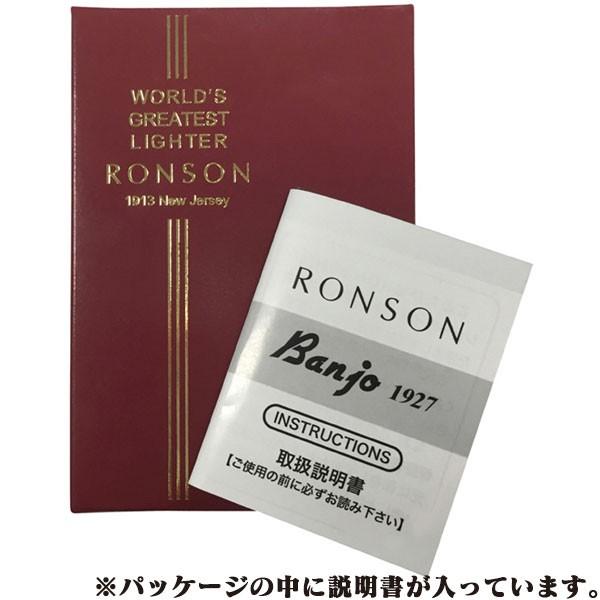 WORLD'S
GREATEST
LIGHTER
RONSON
1913 New Jersey
RONSON
Banjo 1927
INSTRUCTIONS
取扱説明書
【ご使用の前に必ずお読み下さい】
※パッケージの中に説明書が入っています。